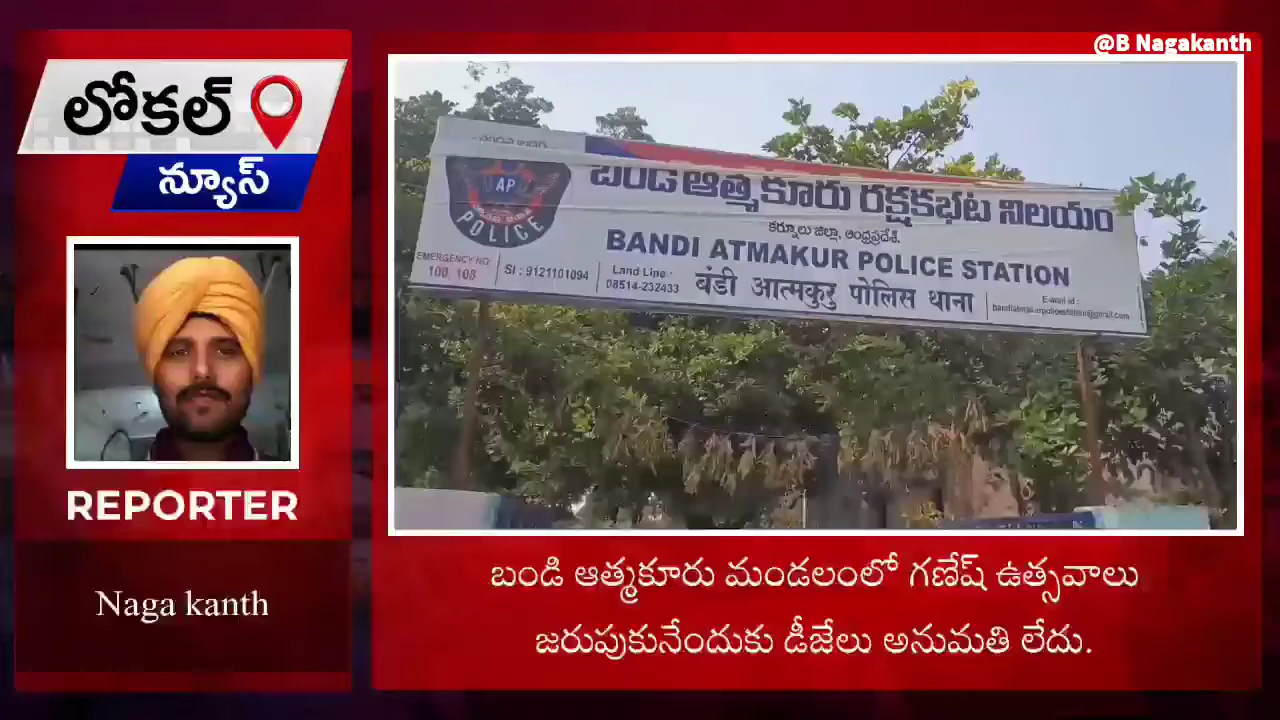 @B Nagakanth
లోకల్
న్యూస్
REPORTER
Naga kanth
AP
POLICE
బండి ఆత్మకూరు రక్షకభట నిలయం
కర్నూలు జిల్లా, ఆంధ్రప్రదేశ్.
BANDI ATMAKUR POLICE STATION
EMERGENCY NO:
100 108
SI : 9121101094
Land Line :
08514-232433
बंडी आत्मकुरु पोलिस थाना
E-mail id :
బండి ఆత్మకూరు మండలంలో గణేష్ ఉత్సవాలు
జరుపుకునేందుకు డీజేలు అనుమతి లేదు.